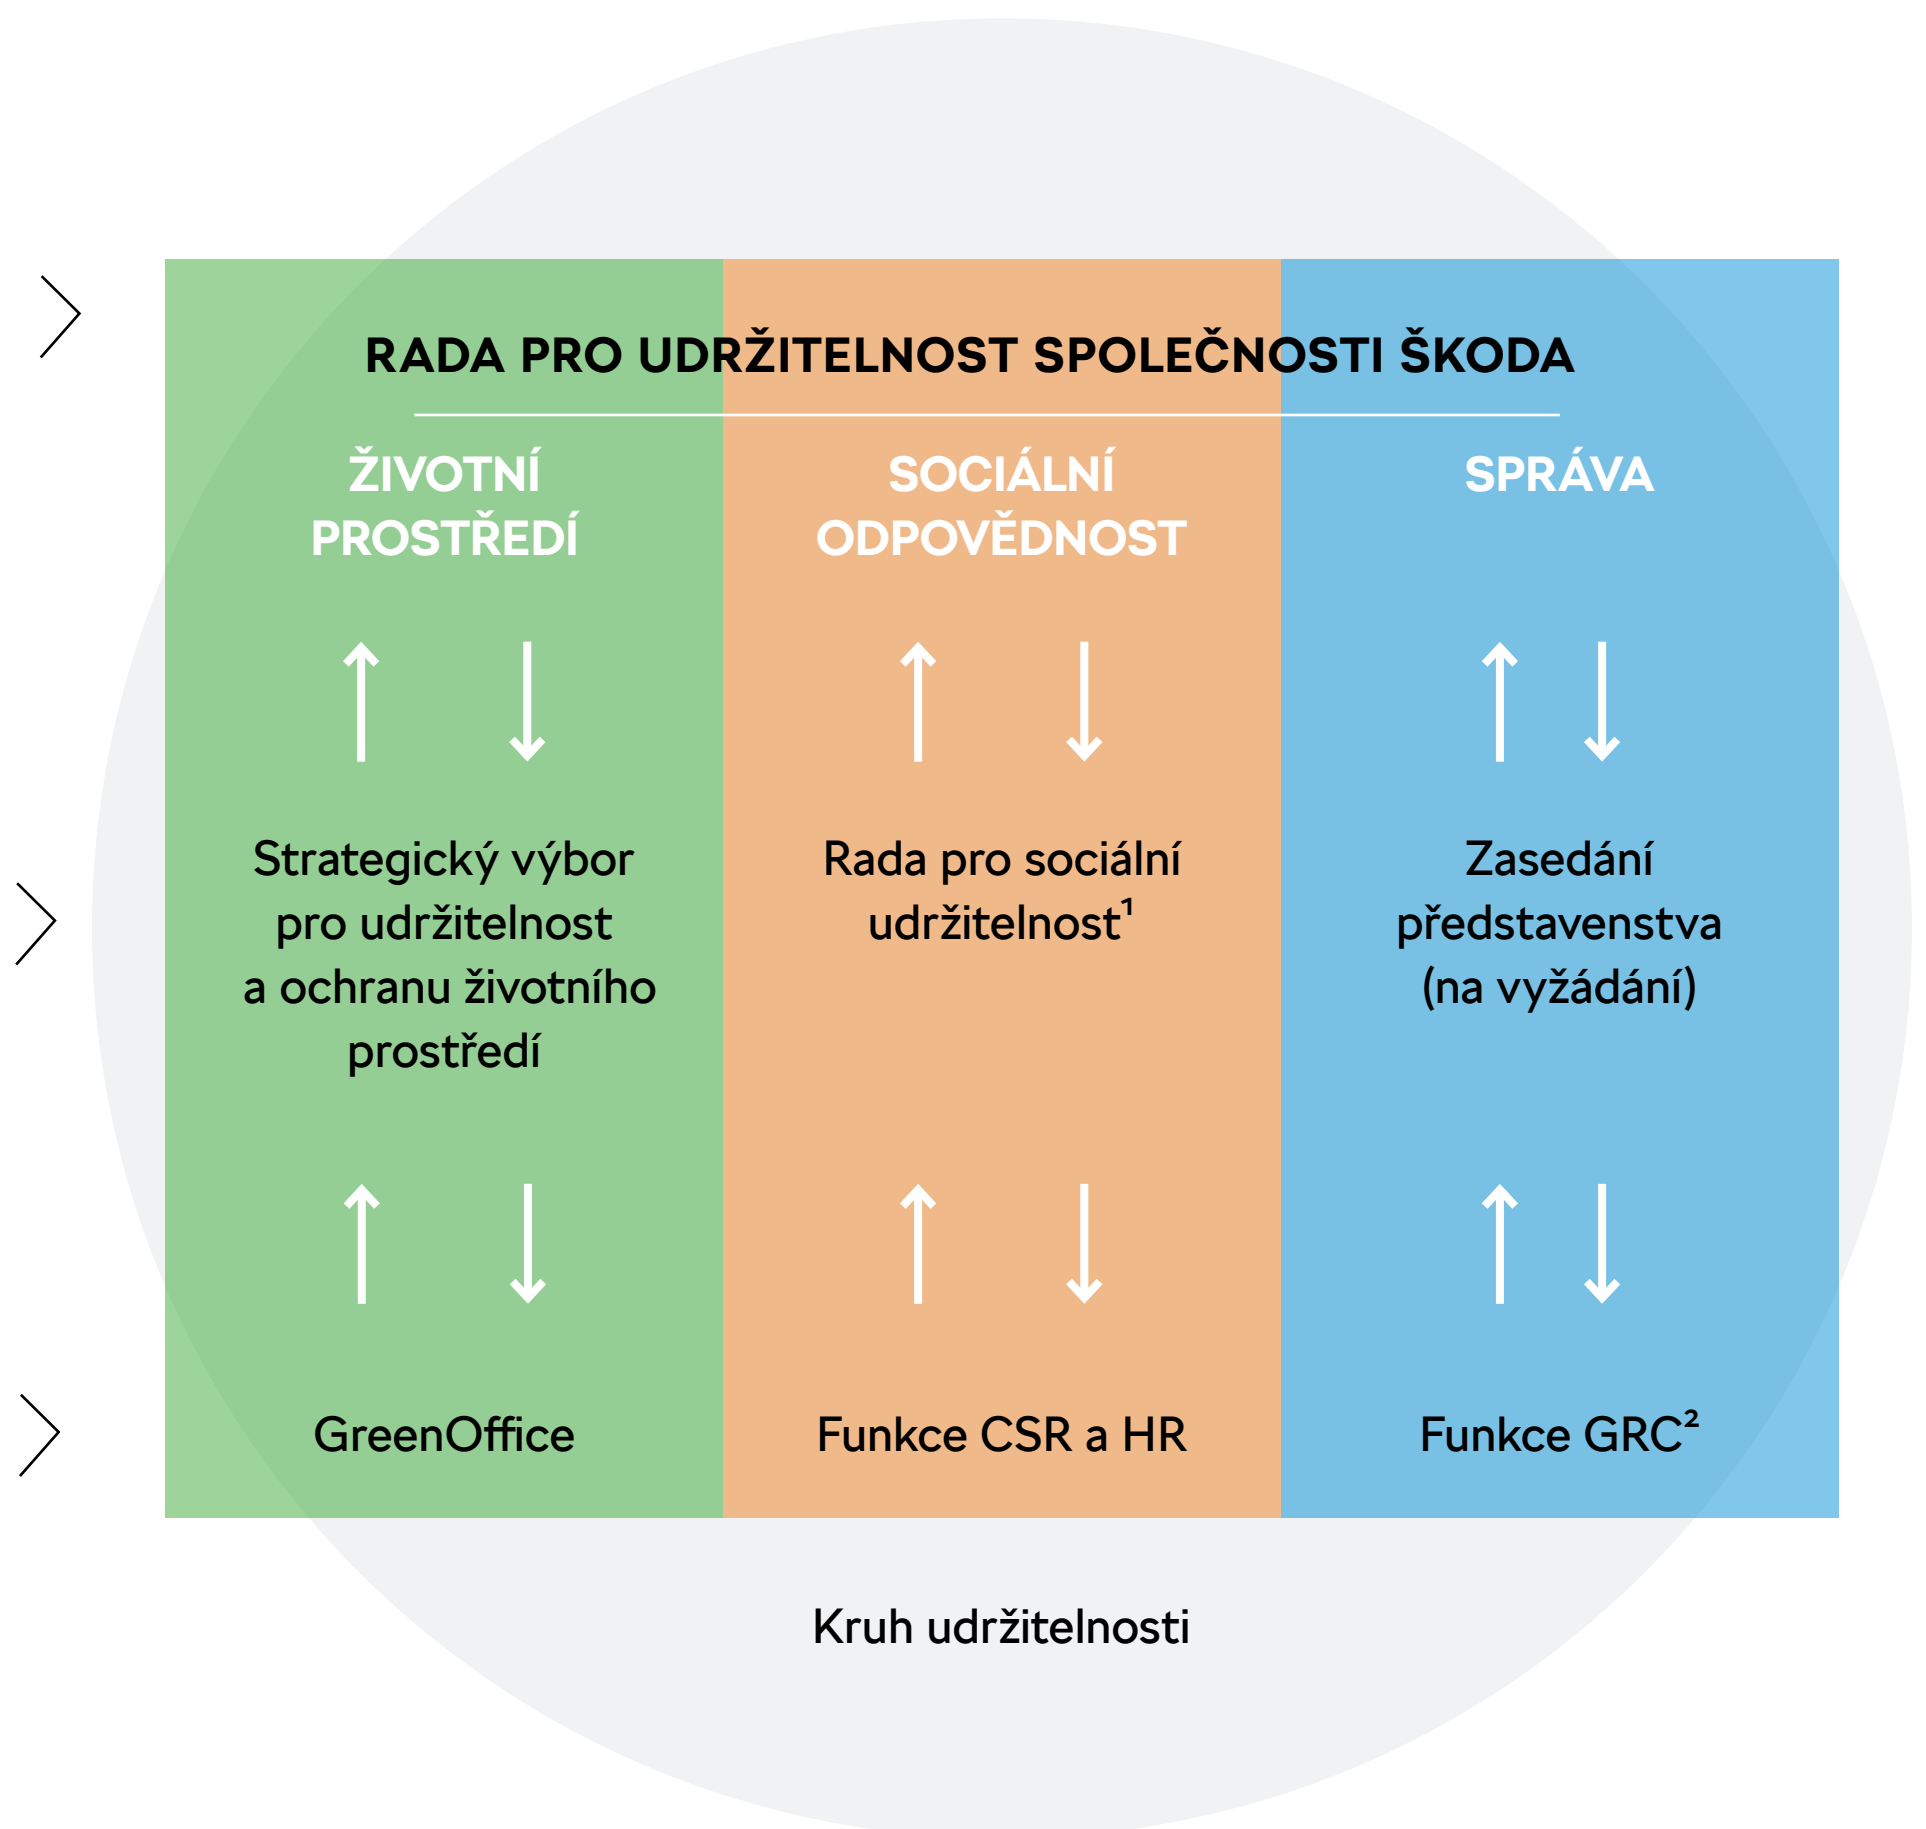 RADA PRO UDRŽITELNOST SPOLEČNOSTI ŠKODA
ŽIVOTNÍ
PROSTŘEDÍ
SOCIÁLNÍ
ODPOVĚDNOST
SPRÁVA
Strategický výbor
pro udržitelnost
a ochranu životního
prostředí
Rada pro sociální
udržitelnost¹
Zasedání
představenstva
(na vyžádání)
GreenOffice
Funkce CSR a HR
Funkce GRC²
Kruh udržitelnosti